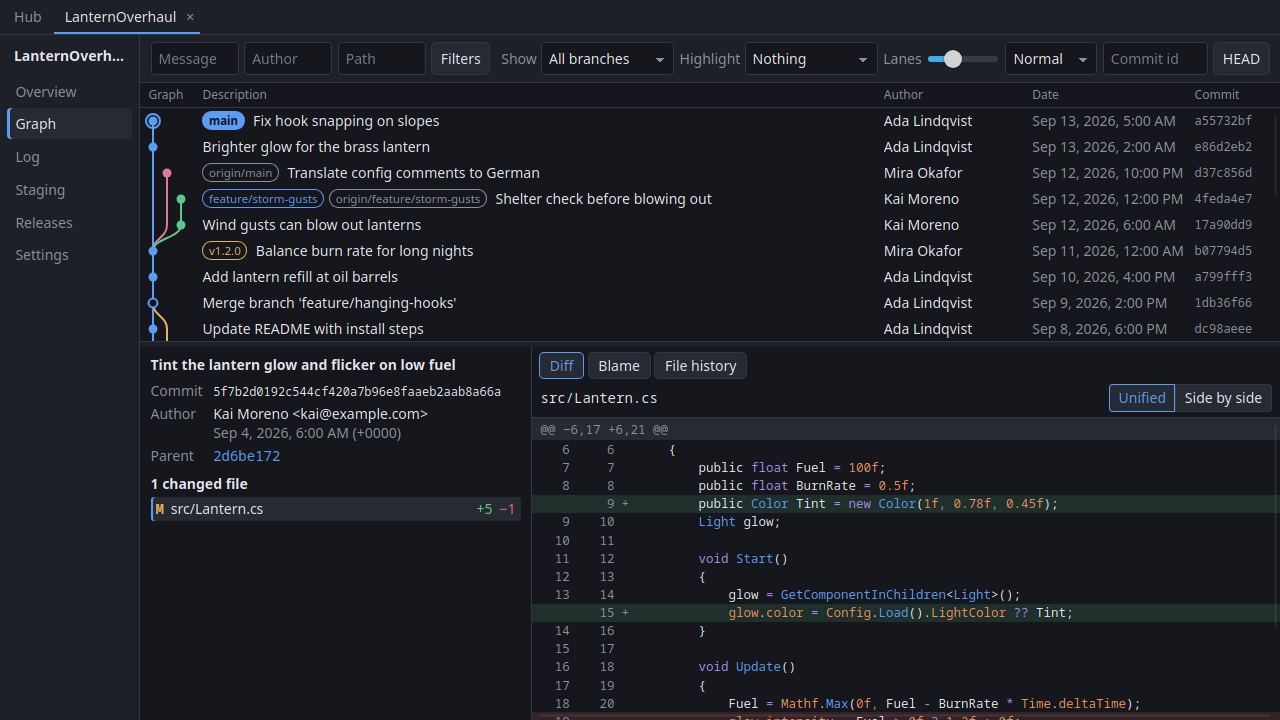 Hub LanternOverhaul ×
LanternOverh...
Overview
Graph
Log
Staging
Releases
Settings
Message Author Path Filters Show All branches Highlight Nothing Lanes Normal Commit id HEAD
Graph Description Author Date Commit
main Fix hook snapping on slopes Ada Lindqvist Sep 13, 2026, 5:00 AM a55732bf
Brighter glow for the brass lantern Ada Lindqvist Sep 13, 2026, 2:00 AM e86d2eb2
origin/main Translate config comments to German Mira Okafor Sep 12, 2026, 10:00 PM d37c856d
feature/storm-gusts origin/feature/storm-gusts Shelter check before blowing out Kai Moreno Sep 12, 2026, 12:00 PM 4feda4e7
Wind gusts can blow out lanterns Kai Moreno Sep 12, 2026, 6:00 AM 17a90dd9
v1.2.0 Balance burn rate for long nights Mira Okafor Sep 11, 2026, 12:00 AM b07794d5
Add lantern refill at oil barrels Ada Lindqvist Sep 10, 2026, 4:00 PM a799fff3
Merge branch 'feature/hanging-hooks' Ada Lindqvist Sep 9, 2026, 2:00 PM 1db36f66
Update README with install steps Ada Lindqvist Sep 8, 2026, 6:00 PM dc98aeee
Tint the lantern glow and flicker on low fuel
Commit 5f7b2d0192c544cf420a7b96e8faaeb2aab8a66a
Author Kai Moreno <kai@example.com>
Sep 4, 2026, 6:00 AM (+0000)
Parent 2d6be172
1 changed file
M src/Lantern.cs +5 −1
Diff Blame File history
src/Lantern.cs Unified Side by side
@@ −6,17 +6,21 @@
6 6 {
7 7 public float Fuel = 100f;
8 8 public float BurnRate = 0.5f;
9 + public Color Tint = new Color(1f, 0.78f, 0.45f);
9 10 Light glow;
10 11
11 12 void Start()
12 13 {
13 14 glow = GetComponentInChildren<Light>();
15 + glow.color = Config.Load().LightColor ?? Tint;
14 16 }
15 17
16 18 void Update()
17 19 {
18 20 Fuel = Mathf.Max(0f, Fuel - BurnRate * Time.deltaTime);